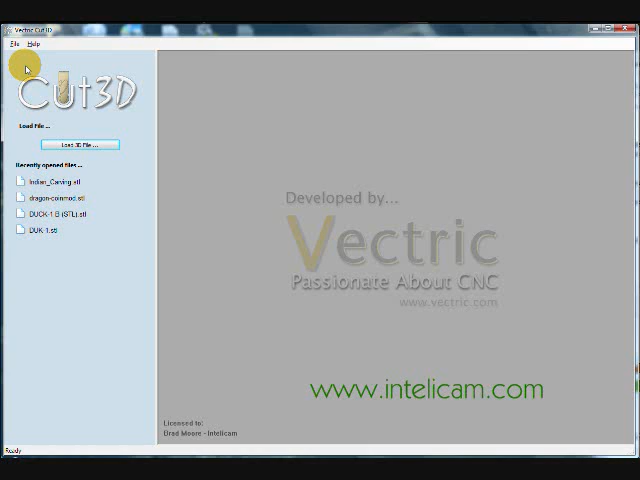 Vectric Cut3D
File Help
Cut3D
Load File ...
Load 3D File ...
Recently opened files ...
Indian_Carving.stl
dragon-coinmod.stl
DUCK-1 B (STL).stl
DUK-1.stl
Developed by...
Vectric
Passionate About CNC
www.vectric.com
www.intelicam.com
Licensed to:
Brad Moore - Intelicam
Ready